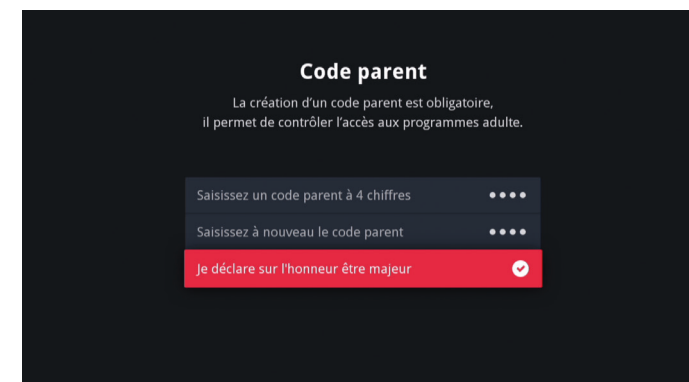 Code parent
La création d’un code parent est obligatoire,
il permet de contrôler l’accès aux programmes adulte.
Saisissez un code parent à 4 chiffres ••••
Saisissez à nouveau le code parent ••••
Je déclare sur l'honneur être majeur